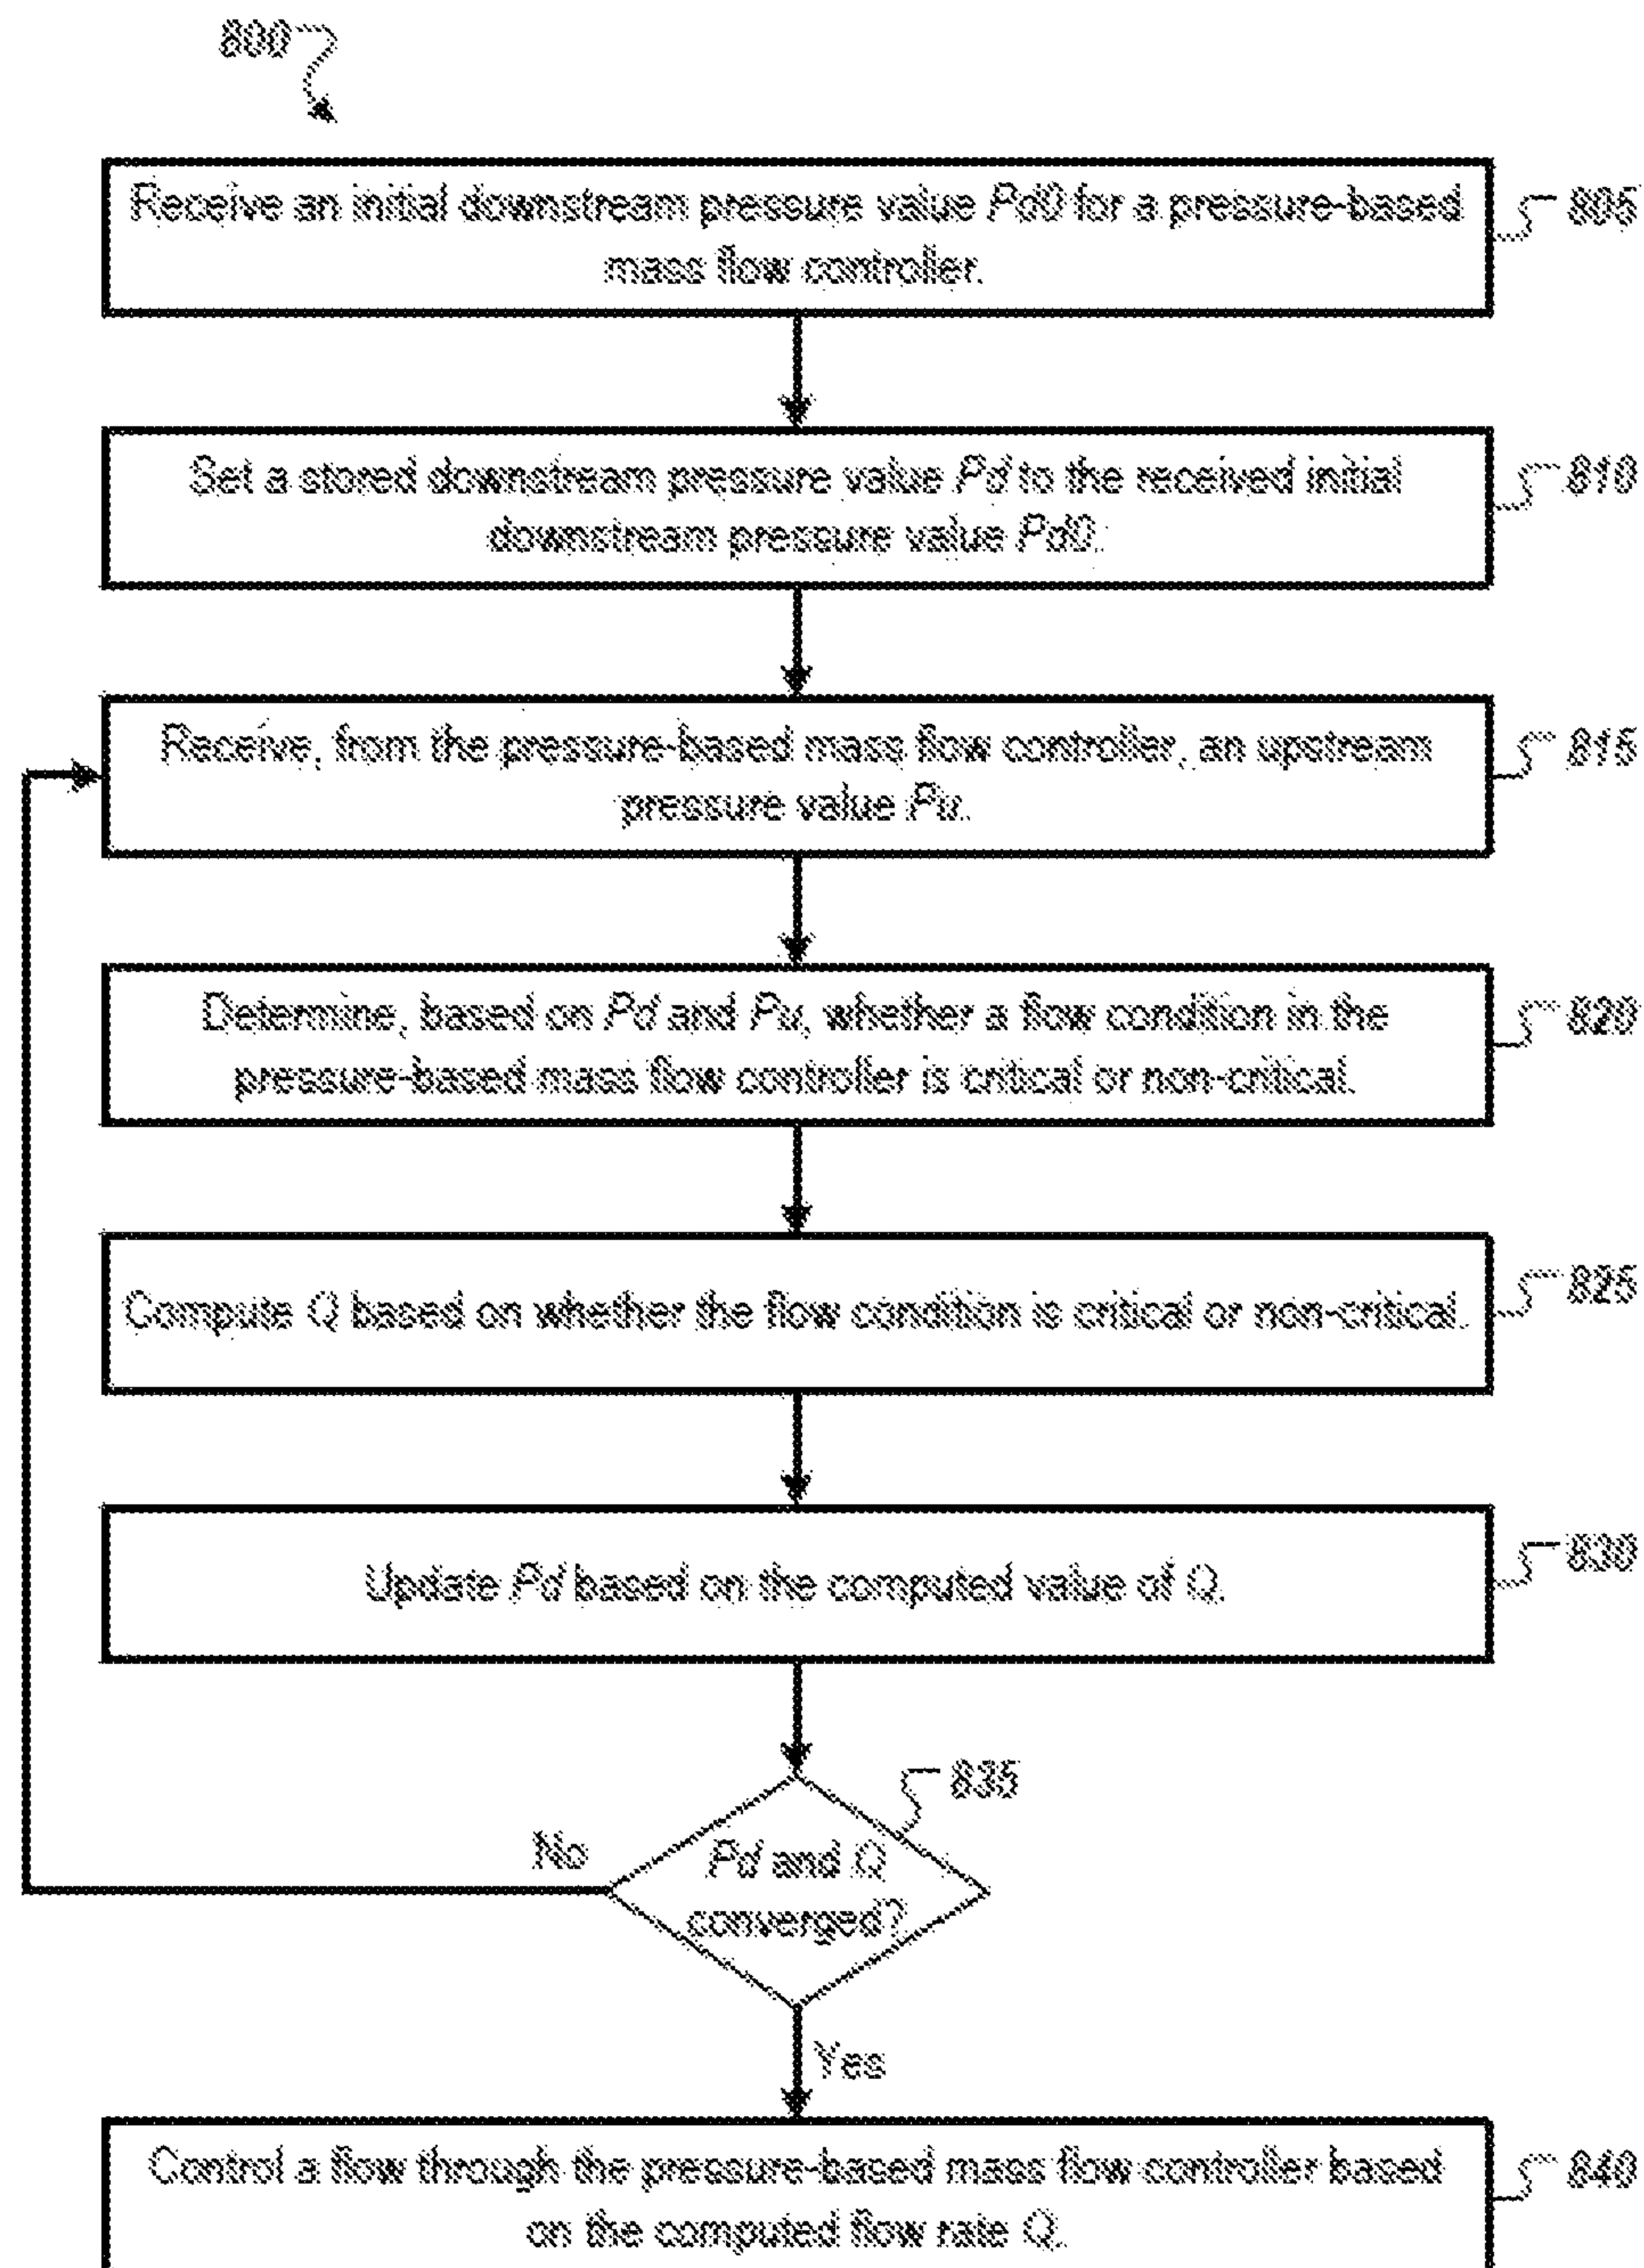 800
Receive an initial downstream pressure value Pd0 for a pressure-based
mass flow controller.
805
Set a stored downstream pressure value Pd to the received initial
downstream pressure value Pd0.
810
Receive, from the pressure-based mass flow controller, an upstream
pressure value Pu.
815
Determine, based on Pd and Pu, whether a flow condition in the
pressure-based mass flow controller is critical or non-critical.
820
Compute Q based on whether the flow condition is critical or non-critical.
825
Update Pd based on the computed value of Q.
830
835
No
Pd and Q
converged?
Yes
Control a flow through the pressure-based mass flow controller based
on the computed flow rate Q.
840